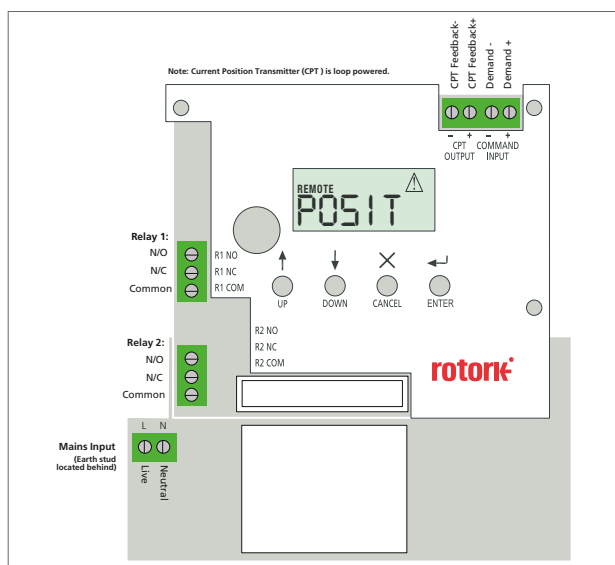 CPT Feedback-
CPT Feedback+
Demand -
Demand +
Note: Current Position Transmitter (CPT ) is loop powered.
- + - +
CPT OUTPUT
COMMAND INPUT
REMOTE
POSIT
Relay 1:
N/O R1 NO
N/C R1 NC
Common R1 COM
UP DOWN CANCEL ENTER
R2 NO
R2 NC
R2 COM
Relay 2:
N/O
N/C
Common
rotork
L N
Mains Input
(Earth stud
located behind)
Live
Neutral